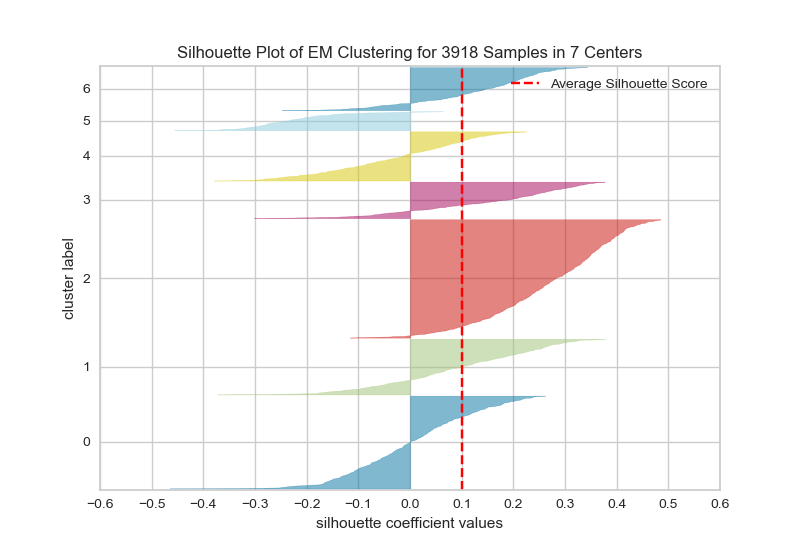 Silhouette Plot of EM Clustering for 3918 Samples in 7 Centers
Average Silhouette Score
6
5
4
3
2
1
0
cluster label
−0.6 −0.5 −0.4 −0.3 −0.2 −0.1 0.0 0.1 0.2 0.3 0.4 0.5 0.6
silhouette coefficient values